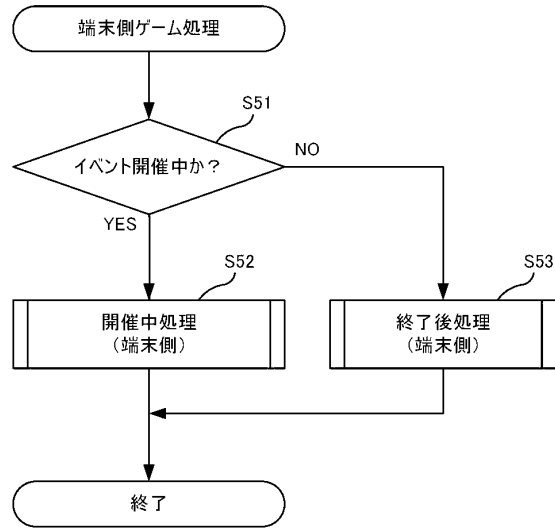 端末側ゲーム処理
S51
イベント開催中か？
NO
YES
S52
S53
開催中処理
（端末側）
終了後処理
（端末側）
終了